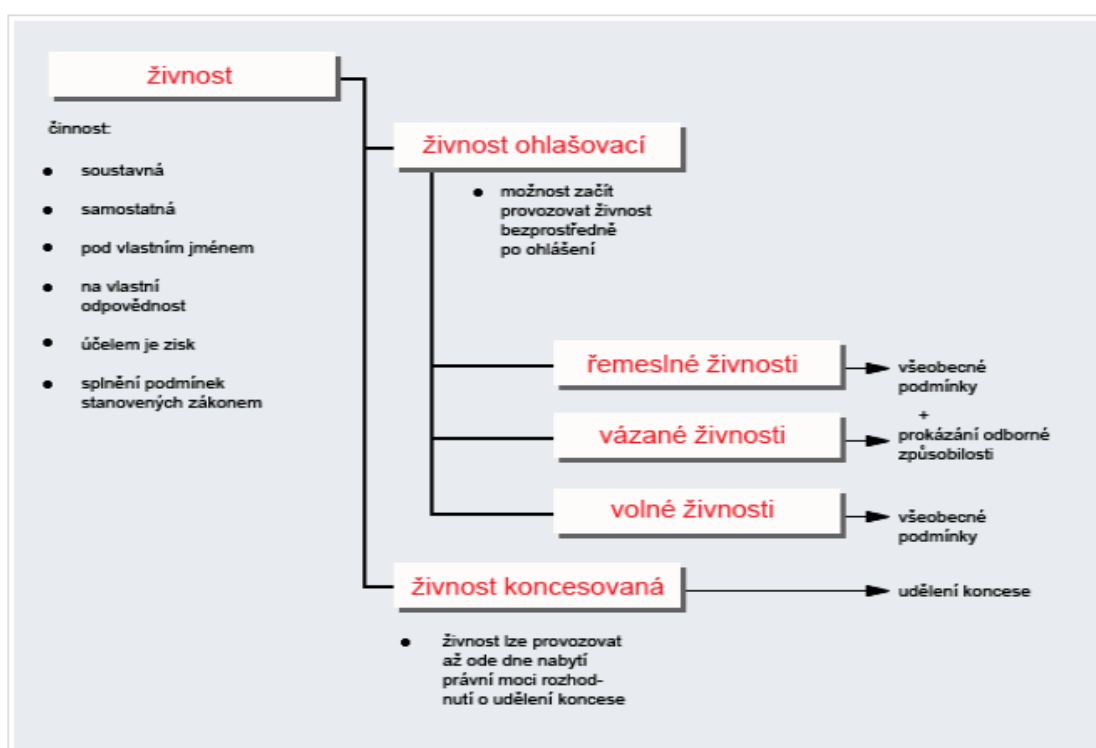 živnost
činnost:
soustavná
samostatná
pod vlastním jménem
na vlastní
odpovědnost
účelem je zisk
splnění podmínek
stanovených zákonem
živnost ohlašovací
možnost začít
provozovat živnost
bezprostředně
po ohlášení
řemeslné živnosti
všeobecné
podmínky
+
prokázání odborné
způsobilosti
vázané živnosti
volné živnosti
všeobecné
podmínky
živnost koncesovaná
udělení koncese
živnost lze provozovat
až ode dne nabytí
právní moci rozhod-
nutí o udělení koncese